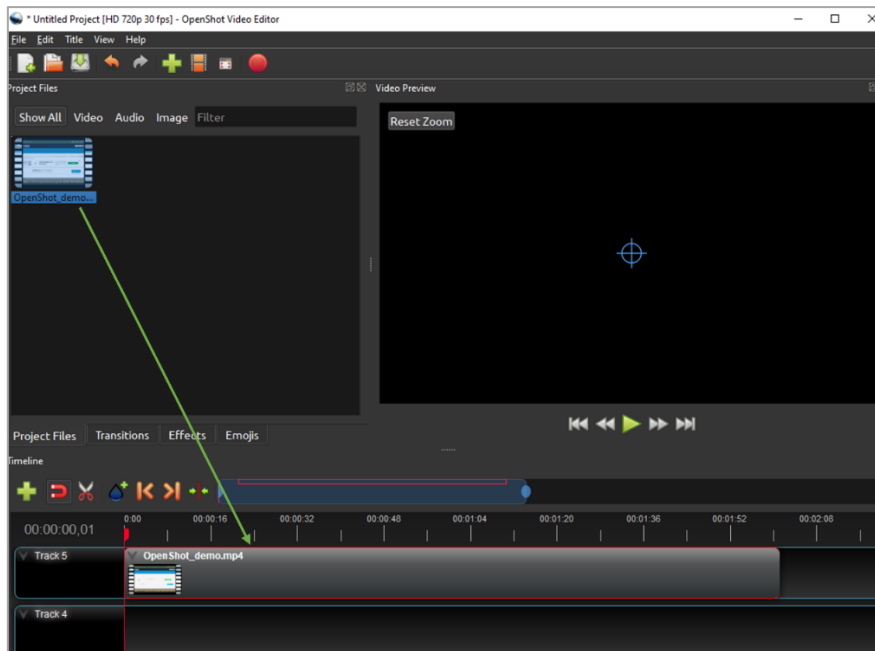 * Untitled Project [HD 720p 30 fps] - OpenShot Video Editor
File Edit Title View Help
Project Files
Video Preview
Show All Video Audio Image Filter
Reset Zoom
OpenShot_demo...
Project Files Transitions Effects Emojis
Timeline
00:00:00,01
0:00 00:00:16 00:00:32 00:00:48 00:01:04 00:01:20 00:01:36 00:01:52 00:02:08
Track 5
OpenShot_demo.mp4
Track 4